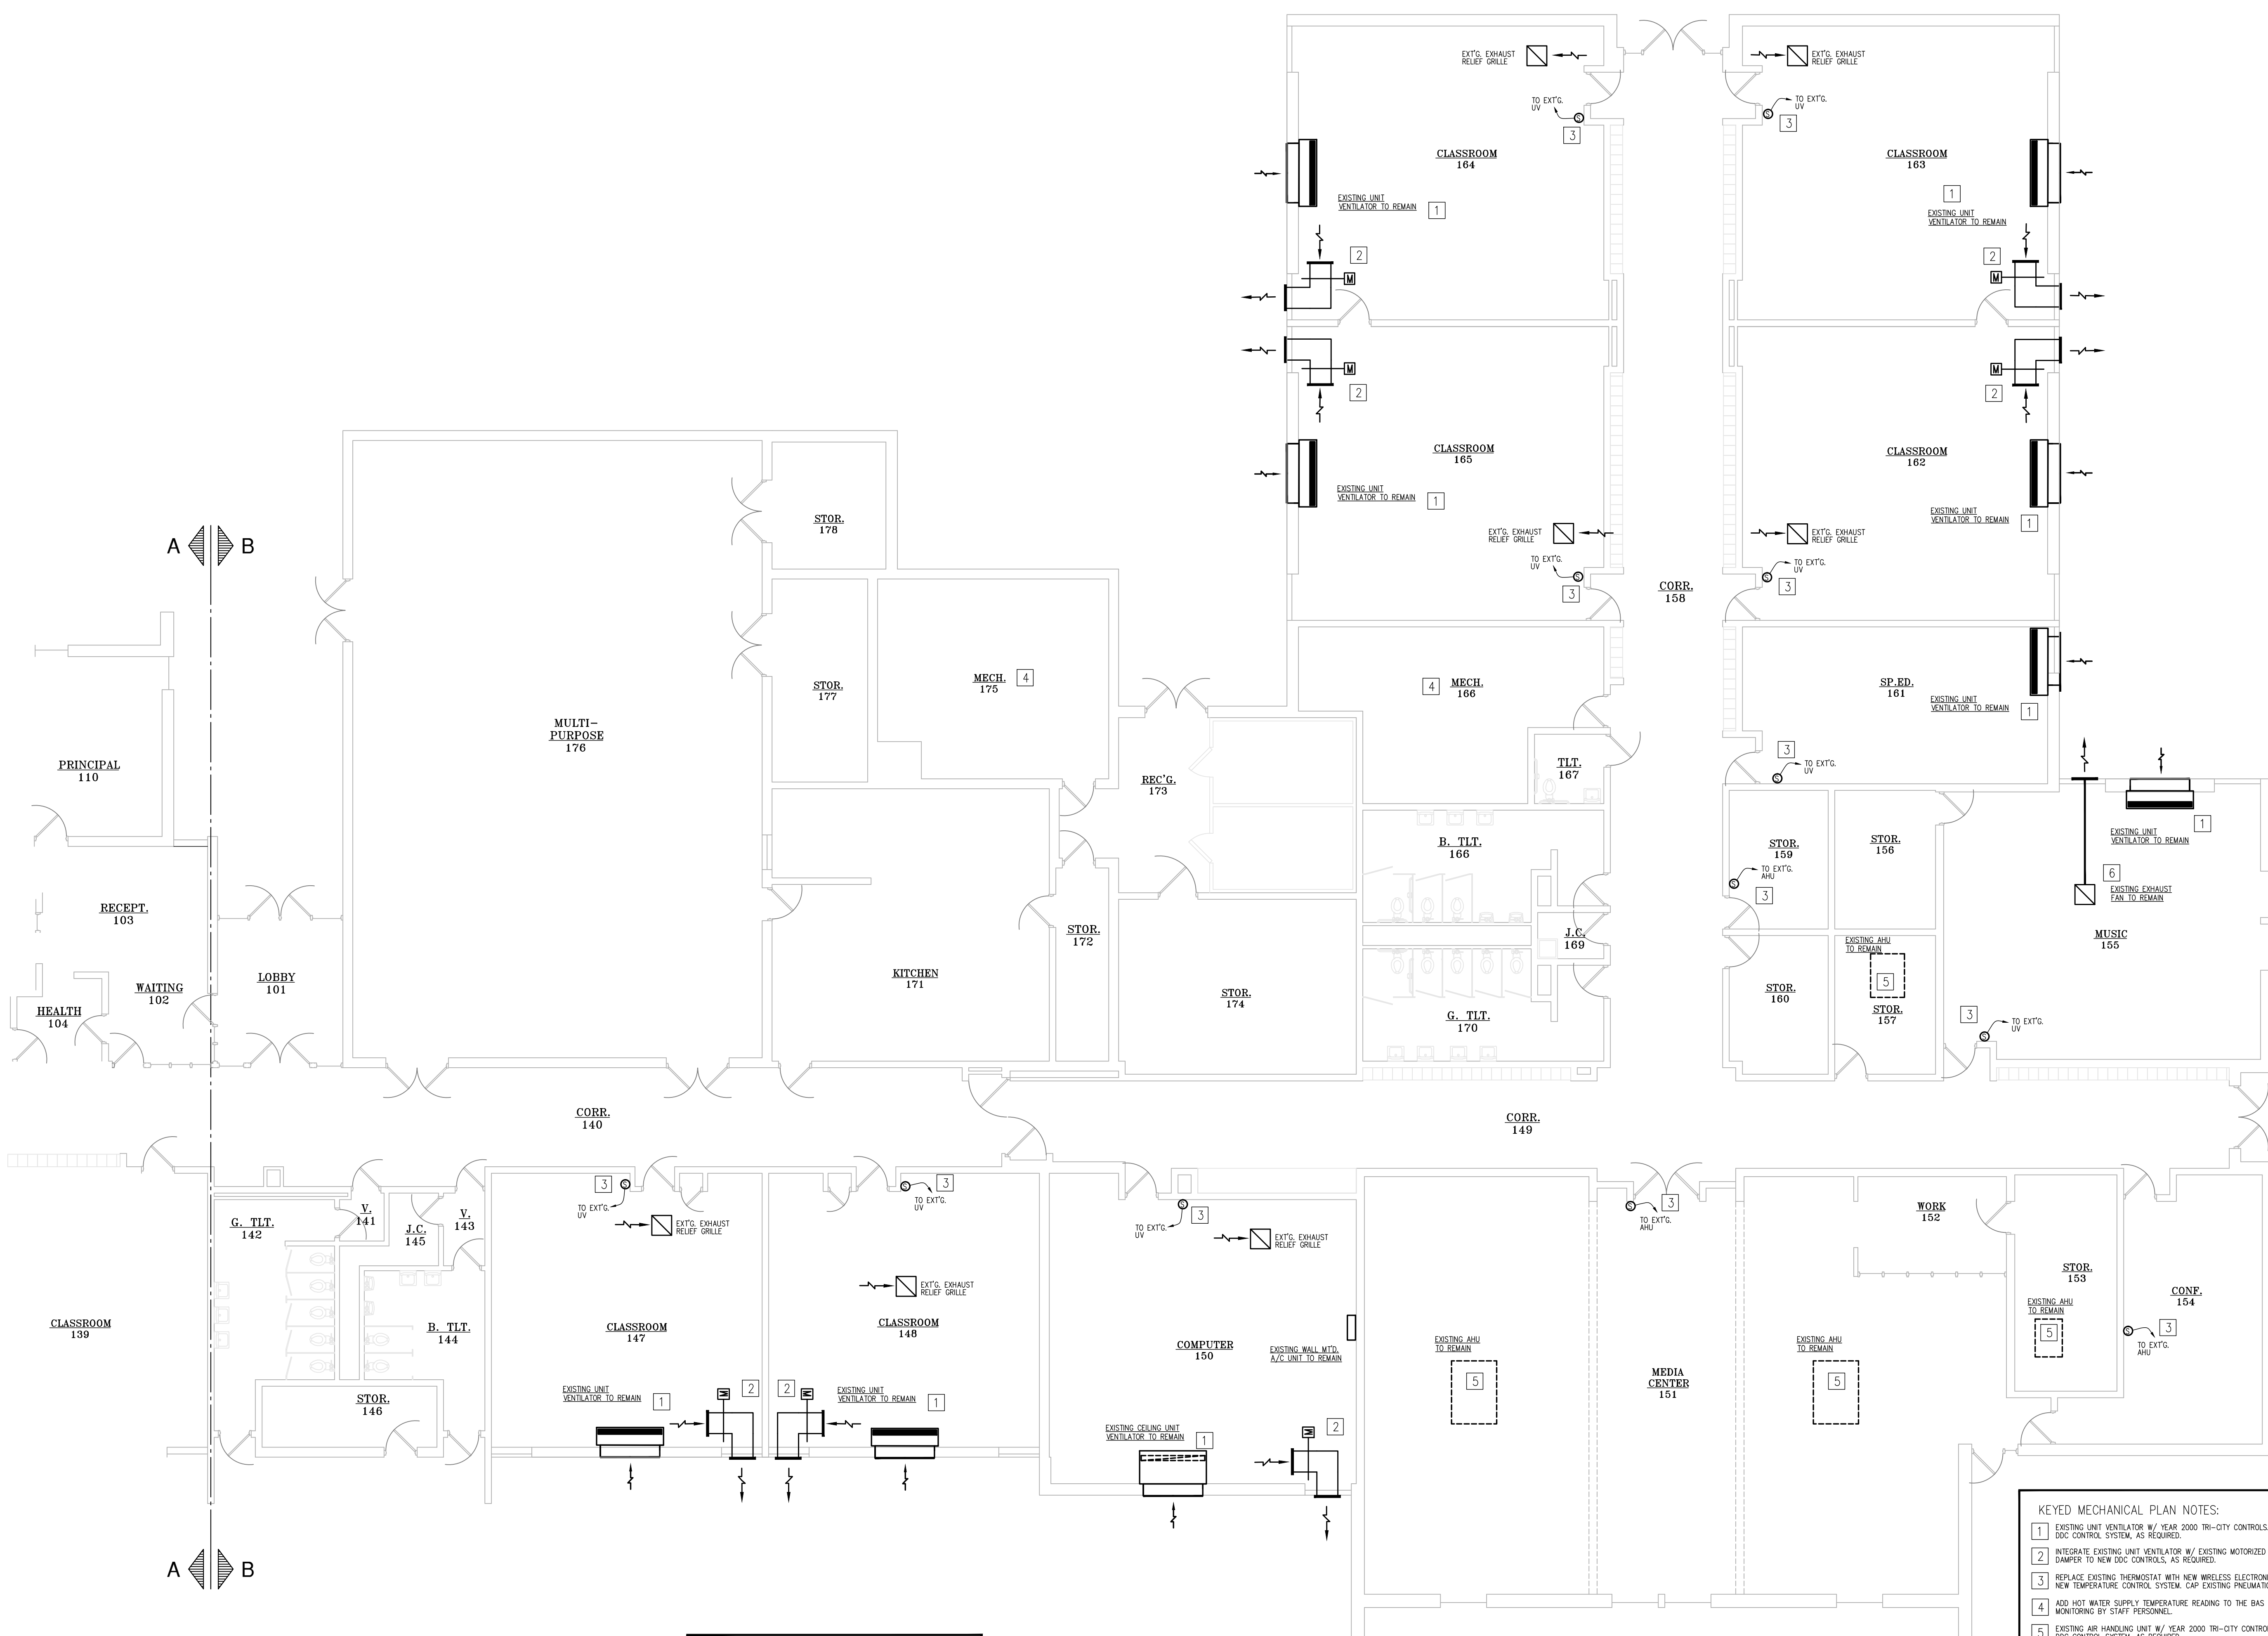 EXT'G. EXHAUST
RELIEF GRILLE
EXT'G. EXHAUST
RELIEF GRILLE
TO EXT'G.
UV
S
3
TO EXT'G.
UV
S
3
CLASSROOM
164
CLASSROOM
163
EXISTING UNIT
VENTILATOR TO REMAIN
1
1
EXISTING UNIT
VENTILATOR TO REMAIN
2
M
2
M
M
2
M
2
CLASSROOM
165
CLASSROOM
162
EXISTING UNIT
VENTILATOR TO REMAIN
1
EXISTING UNIT
VENTILATOR TO REMAIN
1
EXT'G. EXHAUST
RELIEF GRILLE
EXT'G. EXHAUST
RELIEF GRILLE
TO EXT'G.
UV
S
3
TO EXT'G.
UV
S
3
CORR.
158
STOR.
178
A
B
MULTI-
PURPOSE
176
STOR.
177
MECH.
175
4
4
MECH.
166
SP.ED.
161
EXISTING UNIT
VENTILATOR TO REMAIN
1
3
TO EXT'G.
UV
S
PRINCIPAL
110
REC'G.
173
TLT.
167
B. TLT.
166
STOR.
159
TO EXT'G.
AHU
S
3
STOR.
156
1
EXISTING UNIT
VENTILATOR TO REMAIN
6
EXISTING EXHAUST
FAN TO REMAIN
RECEPT.
103
WAITING
102
LOBBY
101
HEALTH
104
KITCHEN
171
STOR.
172
STOR.
174
J.C.
169
G. TLT.
170
STOR.
160
EXISTING AHU
TO REMAIN
5
STOR.
157
MUSIC
155
3
TO EXT'G.
UV
S
CORR.
140
CORR.
149
CLASSROOM
139
G. TLT.
142
V.
141
J.C.
145
V.
143
B. TLT.
144
STOR.
146
3
S
TO EXT'G.
UV
EXT'G. EXHAUST
RELIEF GRILLE
CLASSROOM
147
EXISTING UNIT
VENTILATOR TO REMAIN
1
M
2
S
3
TO EXT'G.
UV
EXT'G. EXHAUST
RELIEF GRILLE
CLASSROOM
148
2
M
EXISTING UNIT
VENTILATOR TO REMAIN
1
S
3
TO EXT'G.
UV
EXT'G. EXHAUST
RELIEF GRILLE
COMPUTER
150
EXISTING WALL MT'D.
A/C UNIT TO REMAIN
EXISTING CEILING UNIT
VENTILATOR TO REMAIN
1
M
2
S
3
TO EXT'G.
AHU
EXISTING AHU
TO REMAIN
5
MEDIA
CENTER
151
EXISTING AHU
TO REMAIN
5
WORK
152
STOR.
153
EXISTING AHU
TO REMAIN
5
CONF.
154
S
3
TO EXT'G.
AHU
A
B
KEYED MECHANICAL PLAN NOTES:
1 EXISTING UNIT VENTILATOR W/ YEAR 2000 TRI-CITY CONTROLS.
DDC CONTROL SYSTEM, AS REQUIRED.
2 INTEGRATE EXISTING UNIT VENTILATOR W/ EXISTING MOTORIZED
DAMPER TO NEW DDC CONTROLS, AS REQUIRED.
3 REPLACE EXISTING THERMOSTAT WITH NEW WIRELESS
NEW TEMPERATURE CONTROL SYSTEM. CAP EXISTING
4 ADD HOT WATER SUPPLY TEMPERATURE READING TO THE BAS
MONITORING BY STAFF PERSONNEL.
5 EXISTING AIR HANDLING UNIT W/ YEAR 2000 TRI-CITY
DDC CONTROL SYSTEM, AS REQUIRED.